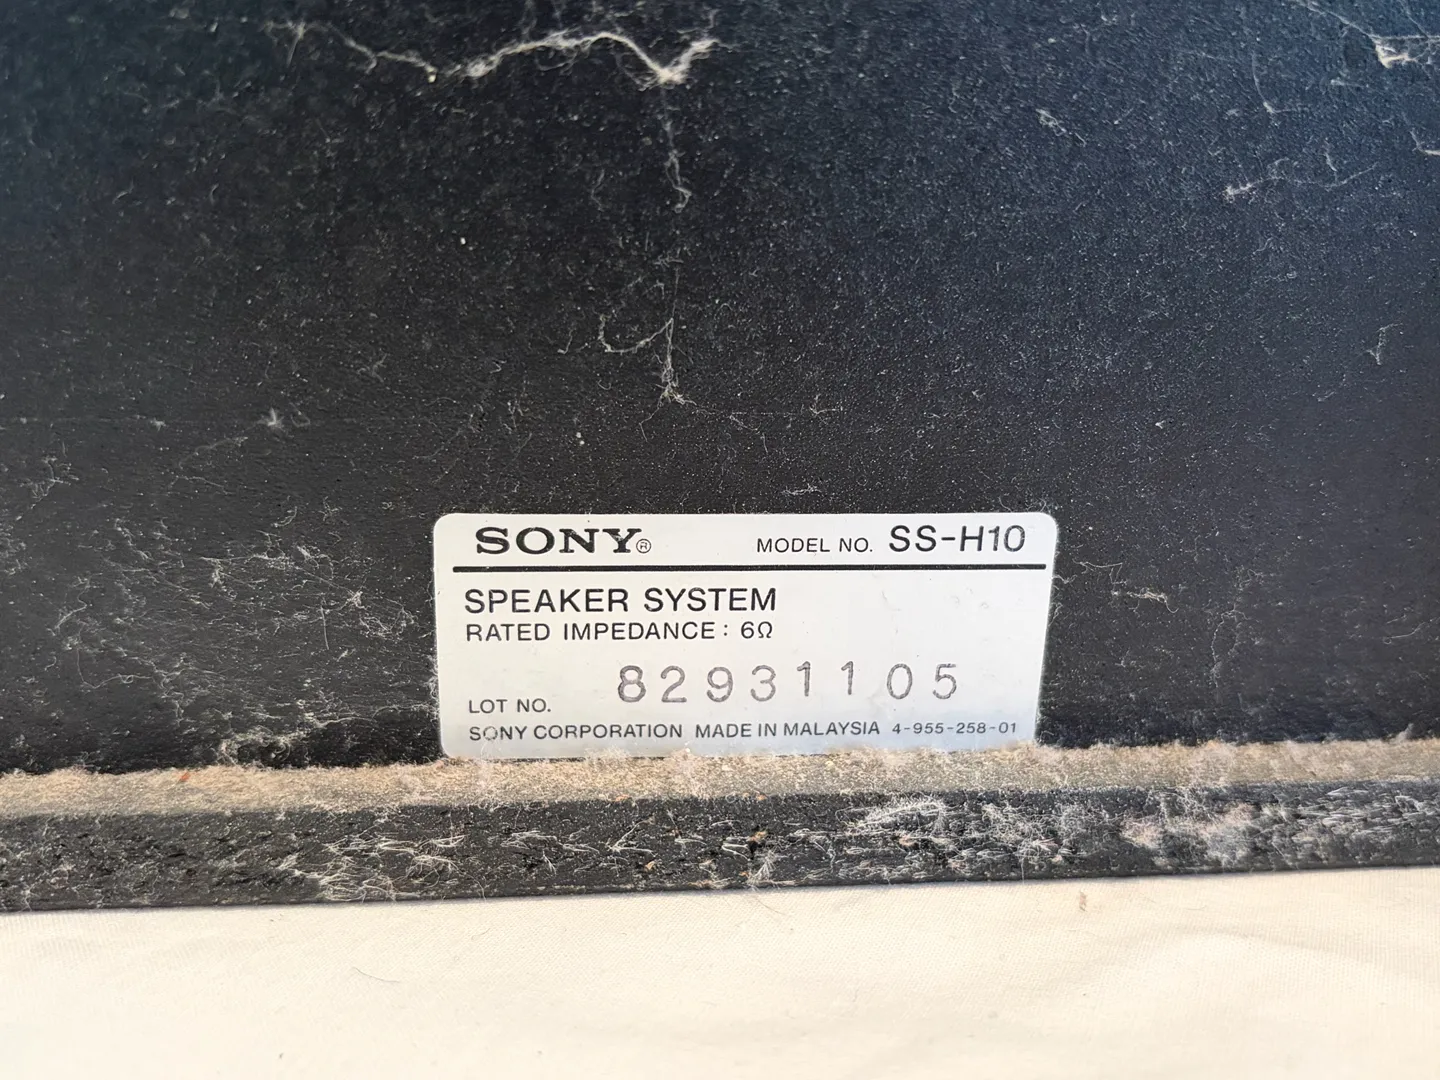 SONY® MODEL NO. SS-H10
SPEAKER SYSTEM
RATED IMPEDANCE : 6Ω
LOT NO. 82931105
SONY CORPORATION MADE IN MALAYSIA 4-955-258-01